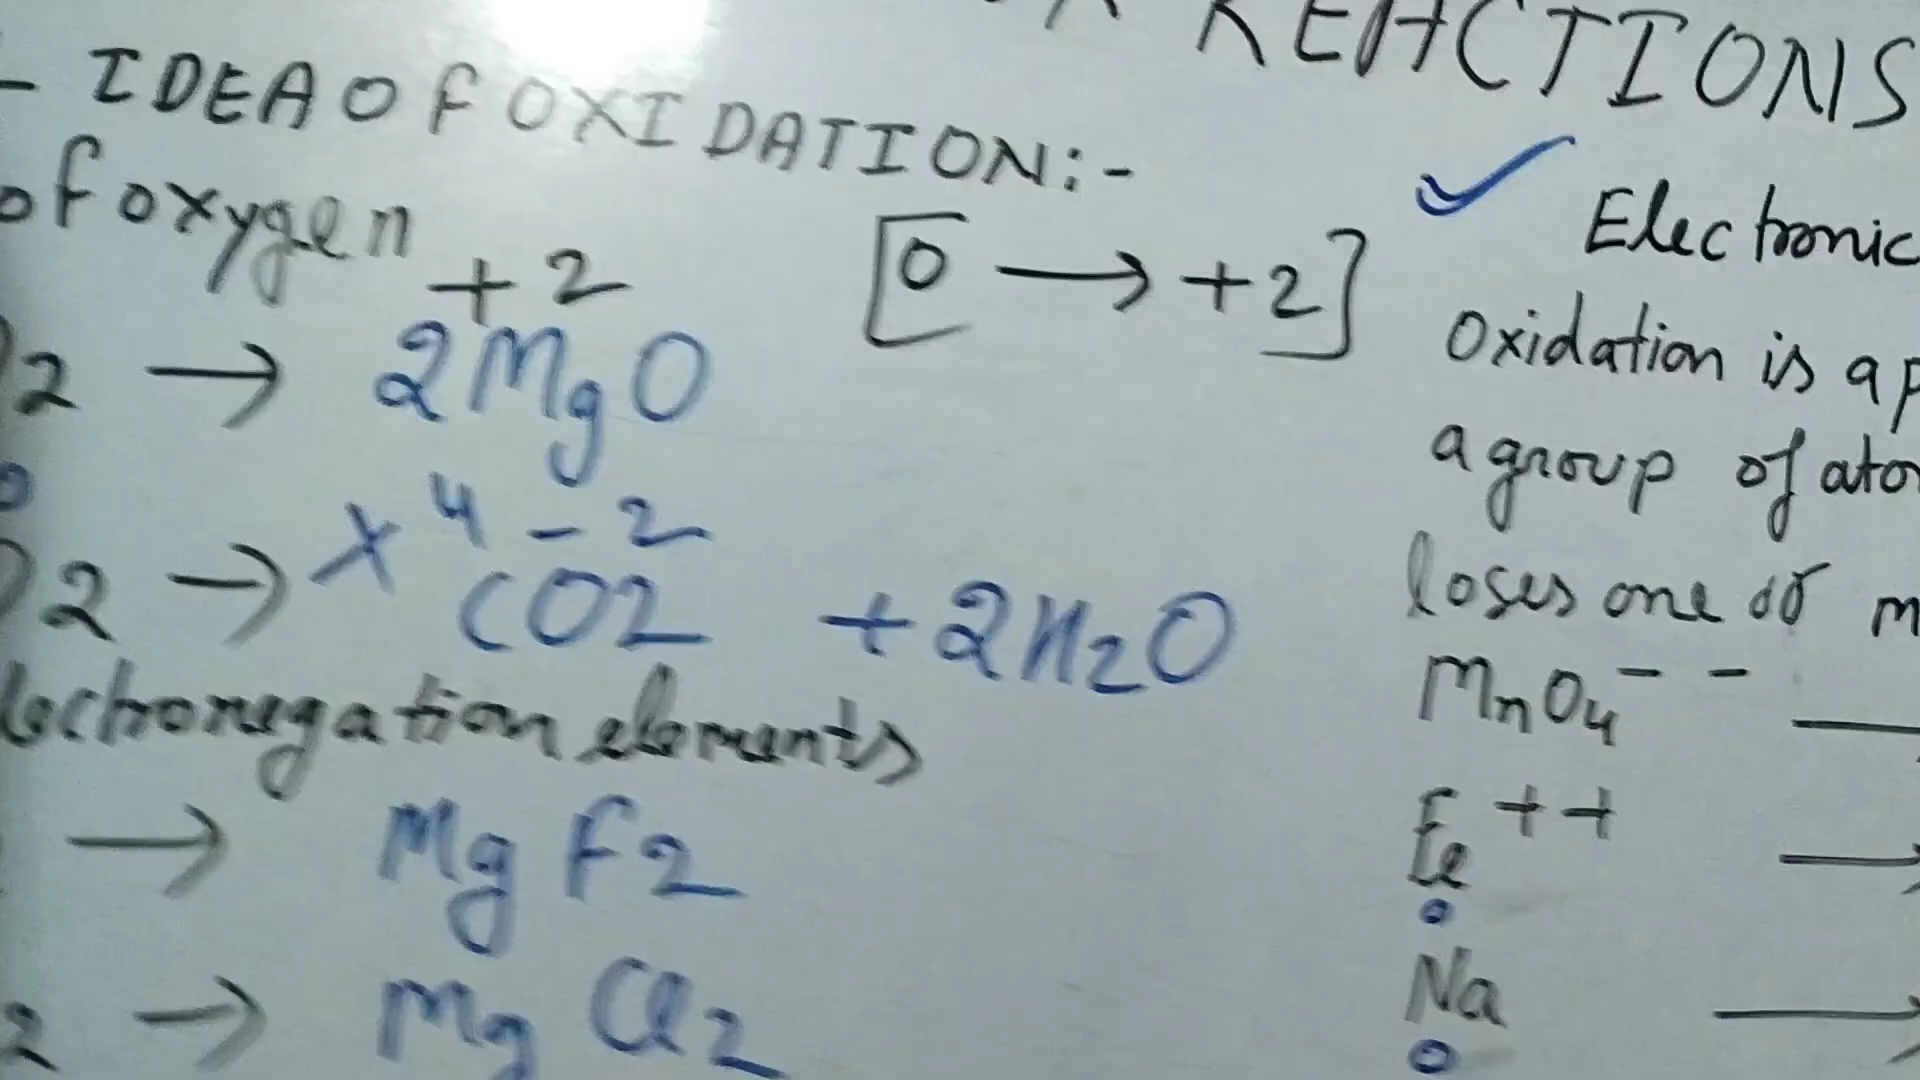 REACTIONS
- IDEA OF OXIDATION:-
of oxygen
+2 [0 → +2]
2 → 2MgO
x 4 -2
2 → CO2 + 2H2O
lectronegation elements
→ MgF2
2 → MgCl2
✓ Electronic
Oxidation is a p
a group of ato
loses one or m
MnO4--
Fe++
Na